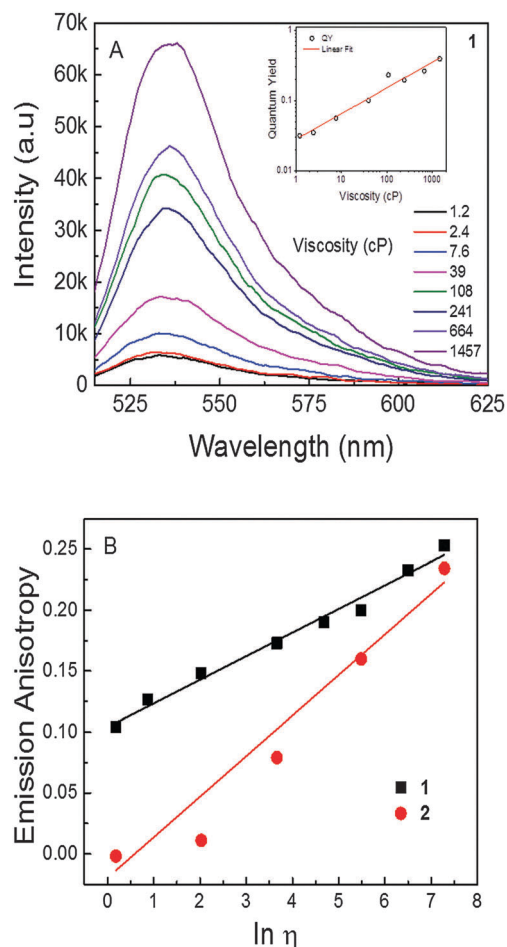 A
1
QY
Linear Fit
Quantum Yield
0.1
0.01
1
10
100
1000
Viscosity (cP)
Intensity (a.u)
70k
60k
50k
40k
30k
20k
10k
0
Viscosity (cP)
1.2
2.4
7.6
39
108
241
664
1457
525
550
575
600
625
Wavelength (nm)
B
Emission Anisotropy
0.25
0.20
0.15
0.10
0.05
0.00
1
2
0
1
2
3
4
5
6
7
8
ln η